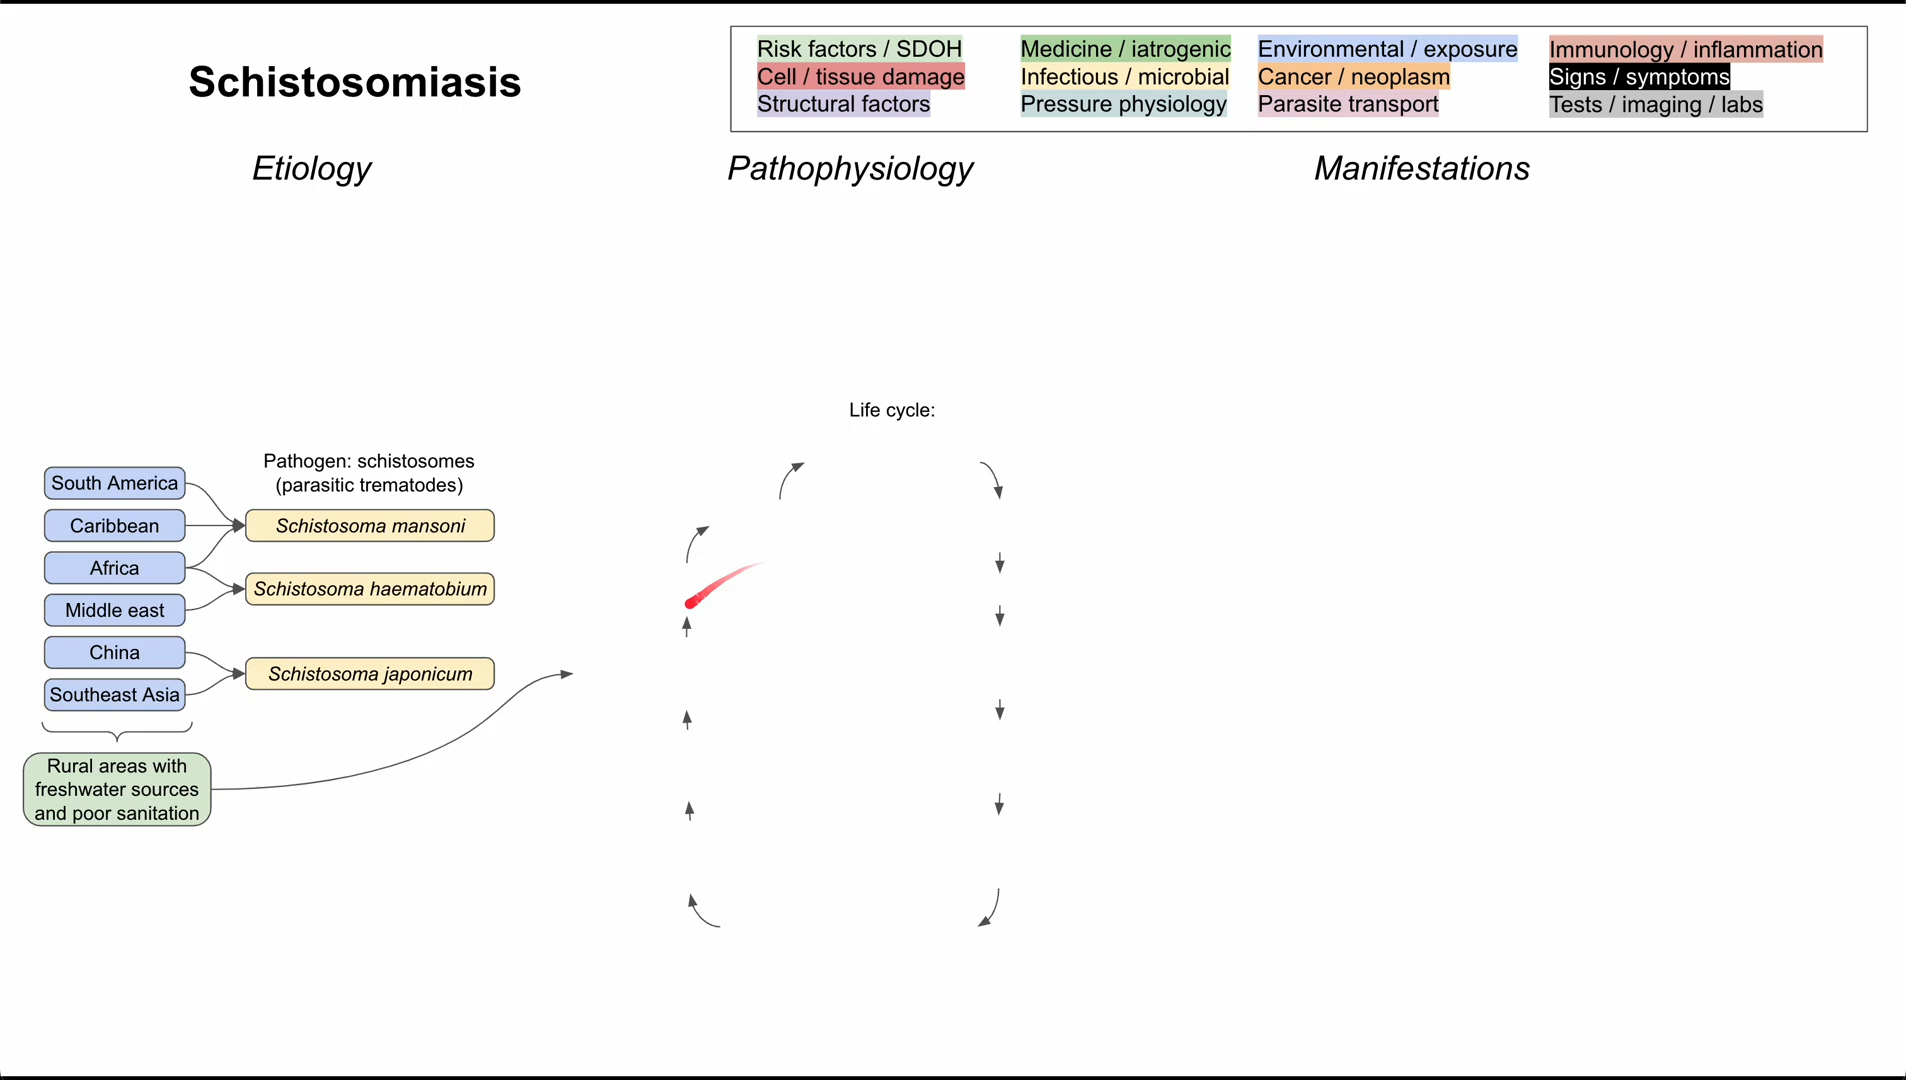 Schistosomiasis
Risk factors / SDOH
Cell / tissue damage
Structural factors
Medicine / iatrogenic
Infectious / microbial
Pressure physiology
Environmental / exposure
Cancer / neoplasm
Parasite transport
Immunology / inflammation
Signs / symptoms
Tests / imaging / labs
Etiology
Pathophysiology
Manifestations
Life cycle:
Pathogen: schistosomes
(parasitic trematodes)
South America
Caribbean
Africa
Middle east
China
Southeast Asia
Schistosoma mansoni
Schistosoma haematobium
Schistosoma japonicum
Rural areas with
freshwater sources
and poor sanitation